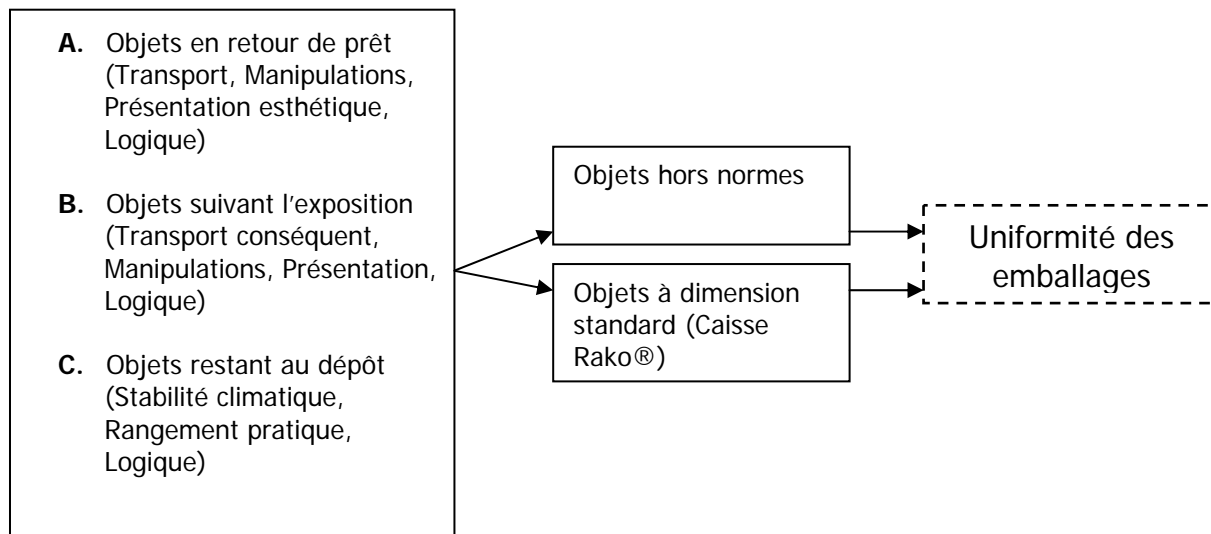 A. Objets en retour de prêt
(Transport, Manipulations,
Présentation esthétique,
Logique)
B. Objets suivant l'exposition
(Transport conséquent,
Manipulations, Présentation,
Logique)
C. Objets restant au dépôt
(Stabilité climatique,
Rangement pratique,
Logique)
Objets hors normes
Objets à dimension
standard (Caisse
Rako®)
Uniformité des
emballages